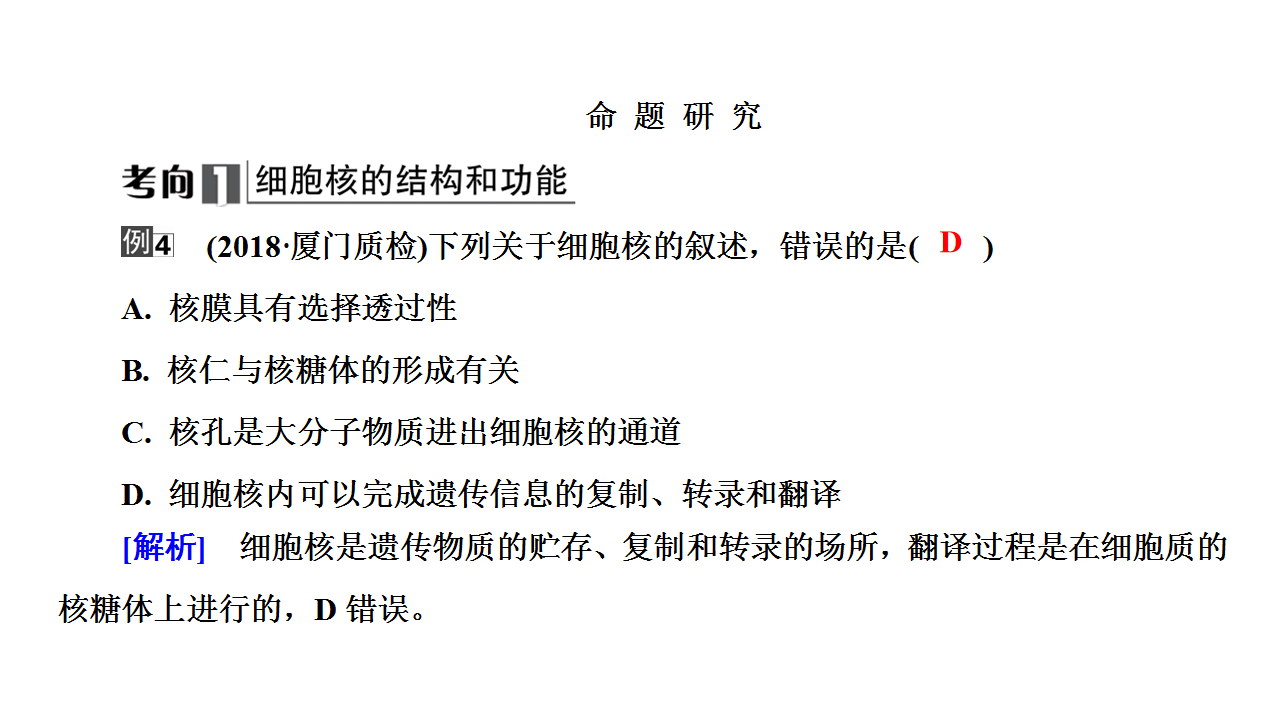 命 题 研 究
考向1 细胞核的结构和功能
例4 (2018·厦门质检)下列关于细胞核的叙述，错误的是( D )
A. 核膜具有选择透过性
B. 核仁与核糖体的形成有关
C. 核孔是大分子物质进出细胞核的通道
D. 细胞核内可以完成遗传信息的复制、转录和翻译
[解析] 细胞核是遗传物质的贮存、复制和转录的场所，翻译过程是在细胞质的
核糖体上进行的，D 错误。